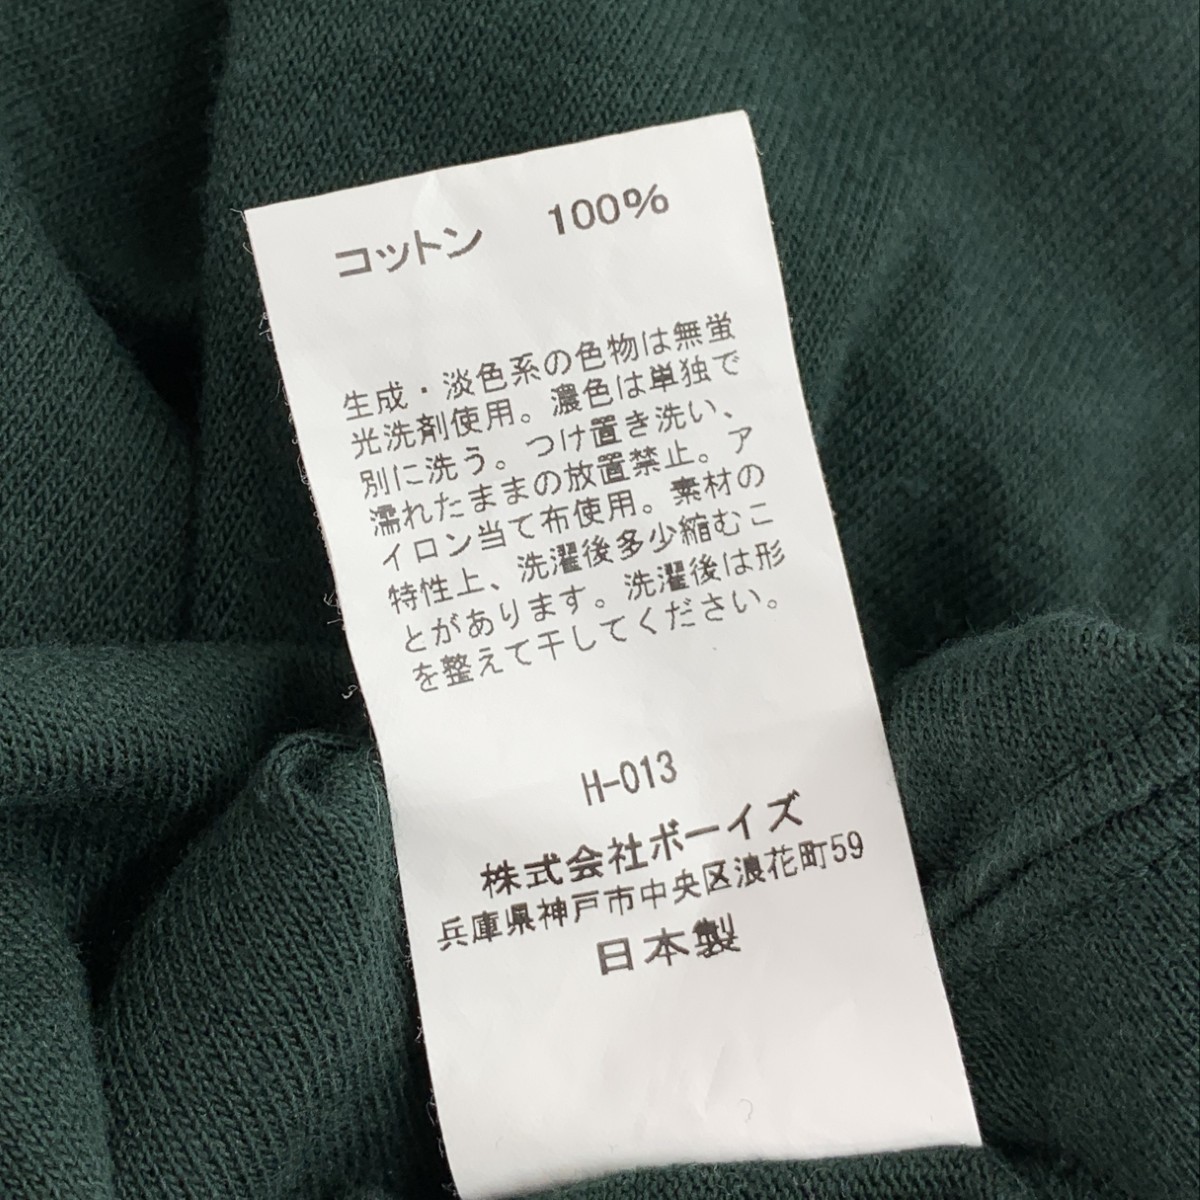 コットン 100%
生成・淡色系の色物は無蛍
光洗剤使用。濃色は単独で
別に洗う。つけ置き洗い、
濡れたままの放置禁止。ア
イロン当て布使用。素材の
特性上、洗濯後多少縮むこ
とがあります。洗濯後は形
を整えて干してください。
H-013
株式会社ボーイズ
兵庫県神戸市中央区浪花町59
日本製